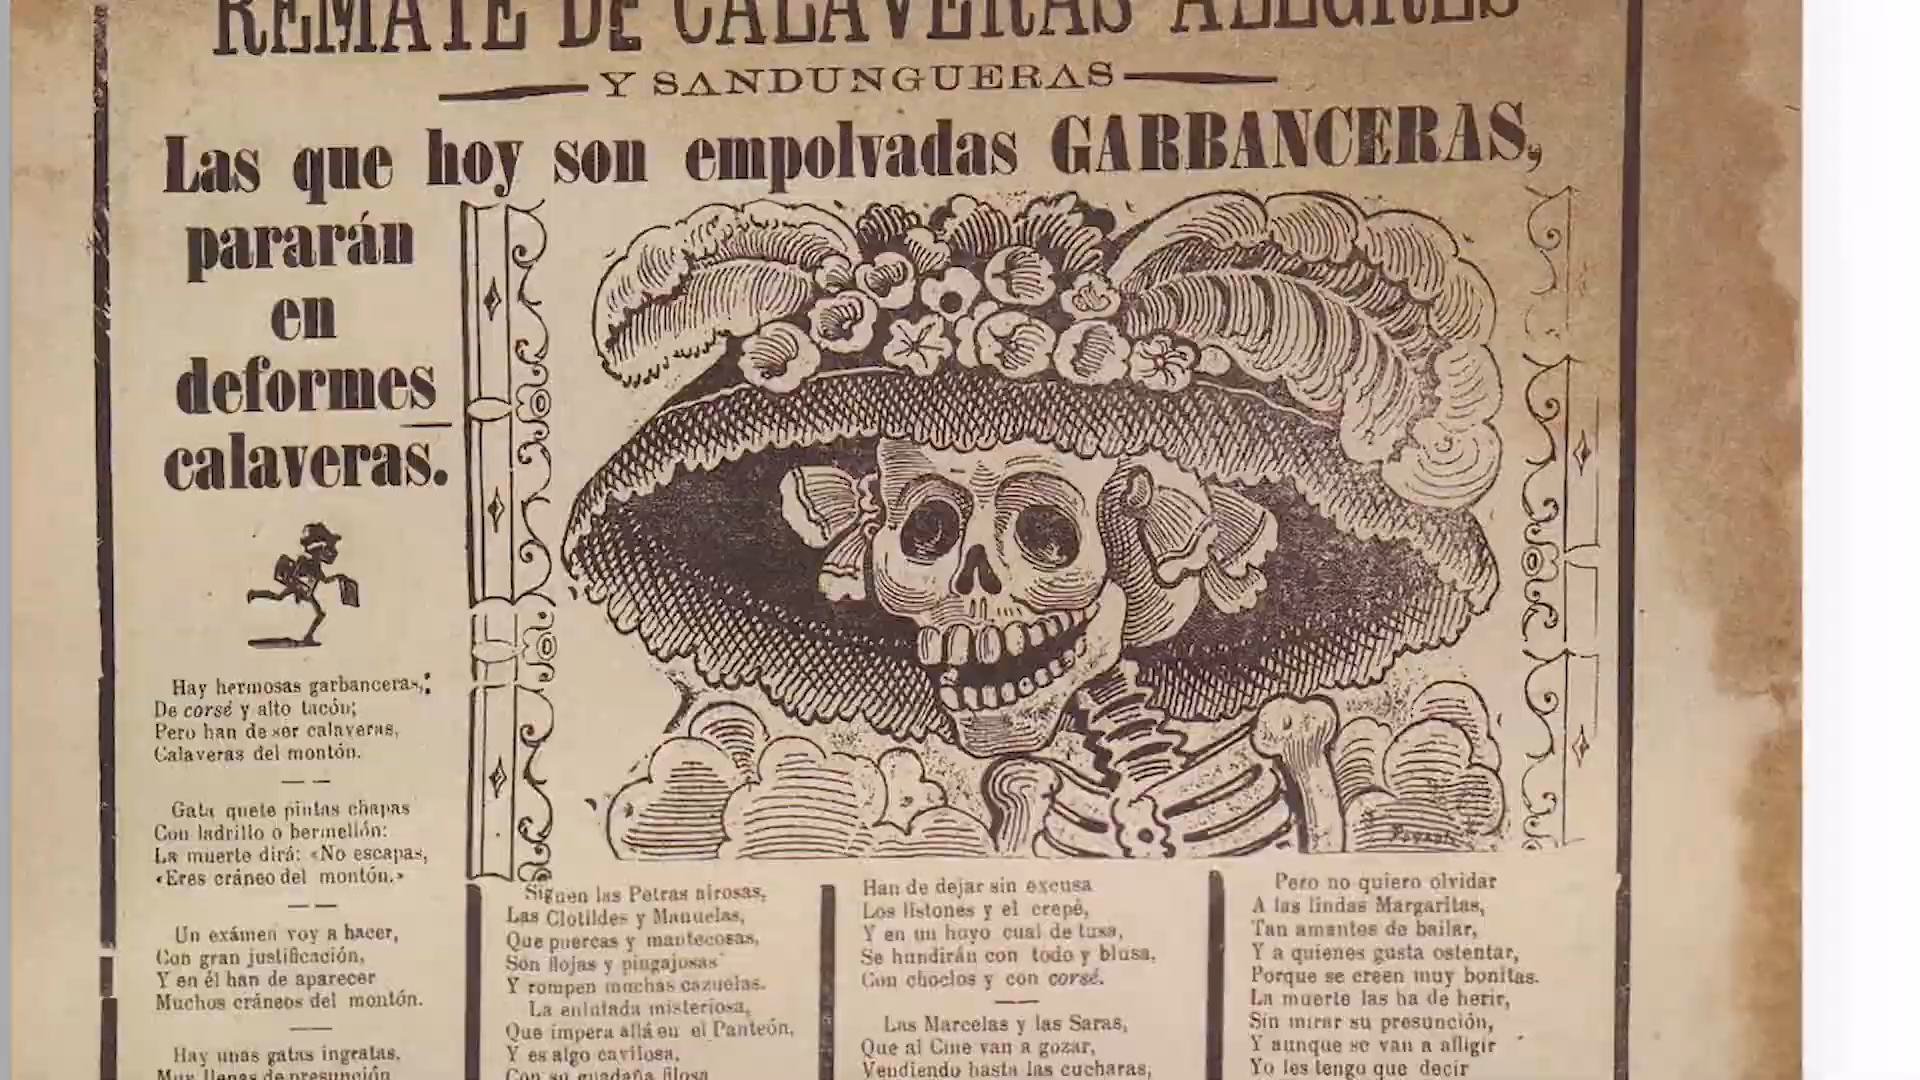 REMATE DE CALAVERAS ALEGRES
Y SANDUNGUERAS
Las que hoy son empolvadas GARBANCERAS,
pararán
en
deformes
calaveras.
Hay hermosas garbanceras,
De corsé y alto tacón;
Pero han de ser calaveras,
Calaveras del montón.
Gata quete pintas chapas
Con ladrillo o bermellón:
La muerte dirá: «No escapas,
«Eres cráneo del montón.»
Un exámen voy a hacer,
Con gran justificación,
Y en él han de aparecer
Muchos cráneos del montón.
Hay unas gatas ingratas,
Muy llenas de presunción
Siguen las Petras airosas,
Las Clotildes y Manuelas,
Que puercas y mantecosas,
Son flojas y pingajosas
Y rompen muchas cazuelas.
La enlutada misteriosa,
Que impera allá en el Panteón,
Y es algo cavilosa,
Con su guadaña filosa
Han de dejar sin excusa
Los listones y el crepé,
Y en un hoyo cual de tusa,
Se hundirán con todo y blusa,
Con choclos y con corsé.
Las Marcelas y las Saras,
Que al Cine van a gozar,
Vendiendo hasta las cucharas,
Pero no quiero olvidar
A las lindas Margaritas,
Tan amantes de bailar,
Y a quienes gusta ostentar,
Porque se creen muy bonitas.
La muerte las ha de herir,
Sin mirar su presunción,
Y aunque se van a afligir
Yo les tengo que decir